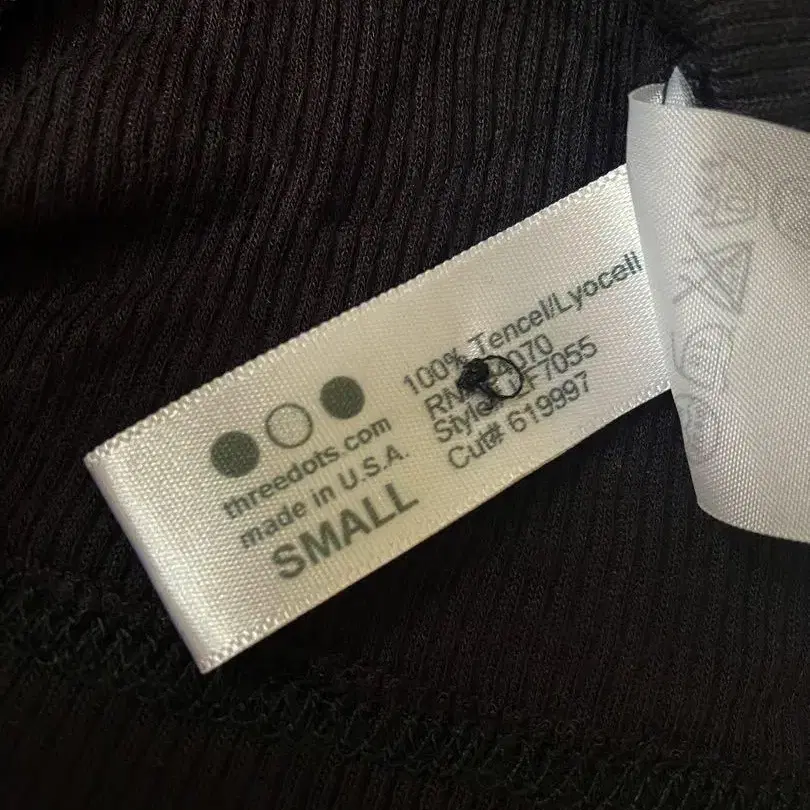 threedots.com
made in U.S.A.
SMALL
100% Tencel/Lyocell
Cut# 619997